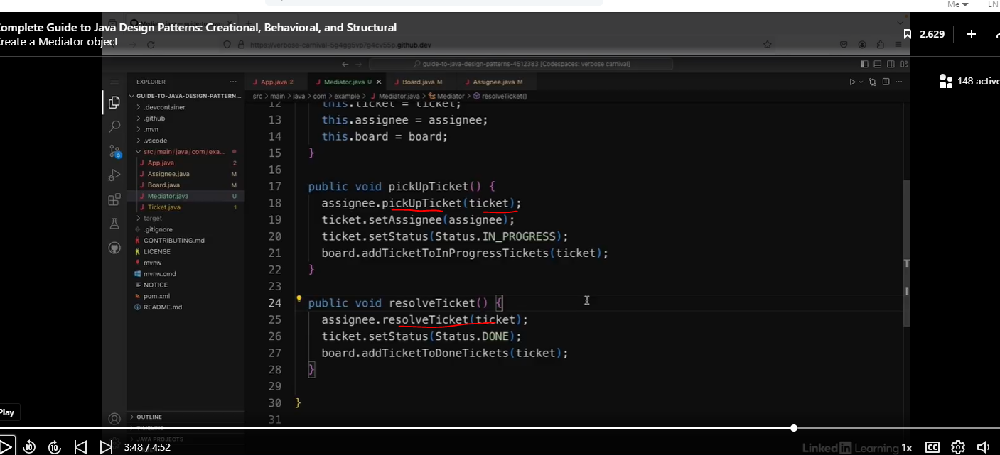 Me
EN
omplete Guide to Java Design Patterns: Creational, Behavioral, and Structural
reate a Mediator object
2,629
https://verbose-carnival-5g4gg5vp7g4cv55p.github.dev
guide-to-java-design-patterns-4512383 [Codespaces: verbose carnival]
148 active
EXPLORER
GUIDE-TO-JAVA-DESIGN-PATTERN...
.devcontainer
.github
.mvn
.vscode
src/main/java/com/exa...
App.java 2
Assignee.java M
Board.java M
Mediator.java U
Ticket.java 1
target
.gitignore
CONTRIBUTING.md
LICENSE
mvnw
mvnw.cmd
NOTICE
pom.xml
README.md
OUTLINE
TIMELINE
JAVA PROJECTS
3
App.java 2
Mediator.java U
Board.java M
Assignee.java M
src > main > java > com > example > Mediator.java > Mediator > resolveTicket()
12 this.ticket = ticket;
13 this.assignee = assignee;
14 this.board = board;
15 }
16
17 public void pickUpTicket() {
18 assignee.pickUpTicket(ticket);
19 ticket.setAssignee(assignee);
20 ticket.setStatus(Status.IN_PROGRESS);
21 board.addTicketToInProgressTickets(ticket);
22 }
23
24 public void resolveTicket() {
25 assignee.resolveTicket(ticket);
26 ticket.setStatus(Status.DONE);
27 board.addTicketToDoneTickets(ticket);
28 }
29
30 }
31
Play
10
10
3:48 / 4:52
LinkedIn Learning
1x
CC